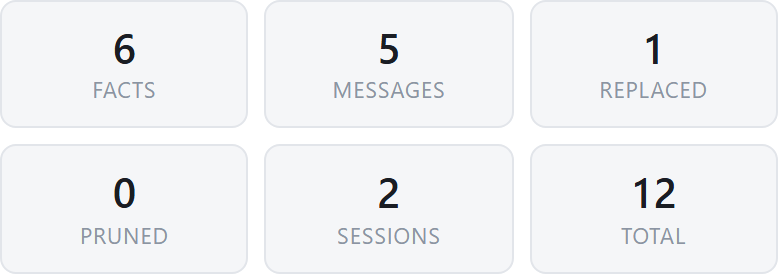 6 5 1
FACTS MESSAGES REPLACED
0 2 12
PRUNED SESSIONS TOTAL